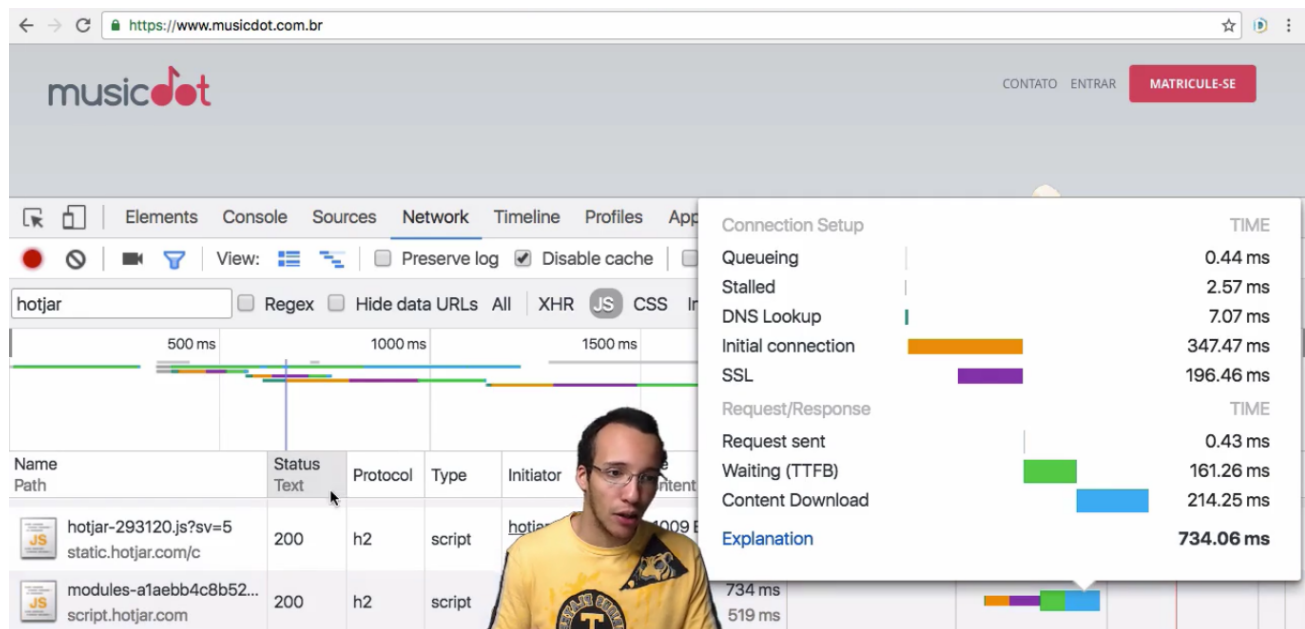 https://www.musicdot.com.br
musicdot
CONTATO ENTRAR MATRICULE-SE
Elements Console Sources Network Timeline Profiles App
View: Preserve log Disable cache
hotjar Regex Hide data URLs All XHR JS CSS
500 ms 1000 ms 1500 ms
Name Status Protocol Type Initiator
Path Text
hotjar-293120.js?sv=5 200 h2 script
static.hotjar.com/c
modules-a1aebb4c8b52... 200 h2 script 734 ms
script.hotjar.com 519 ms
Connection Setup TIME
Queueing 0.44 ms
Stalled 2.57 ms
DNS Lookup 7.07 ms
Initial connection 347.47 ms
SSL 196.46 ms
Request/Response TIME
Request sent 0.43 ms
Waiting (TTFB) 161.26 ms
Content Download 214.25 ms
Explanation 734.06 ms